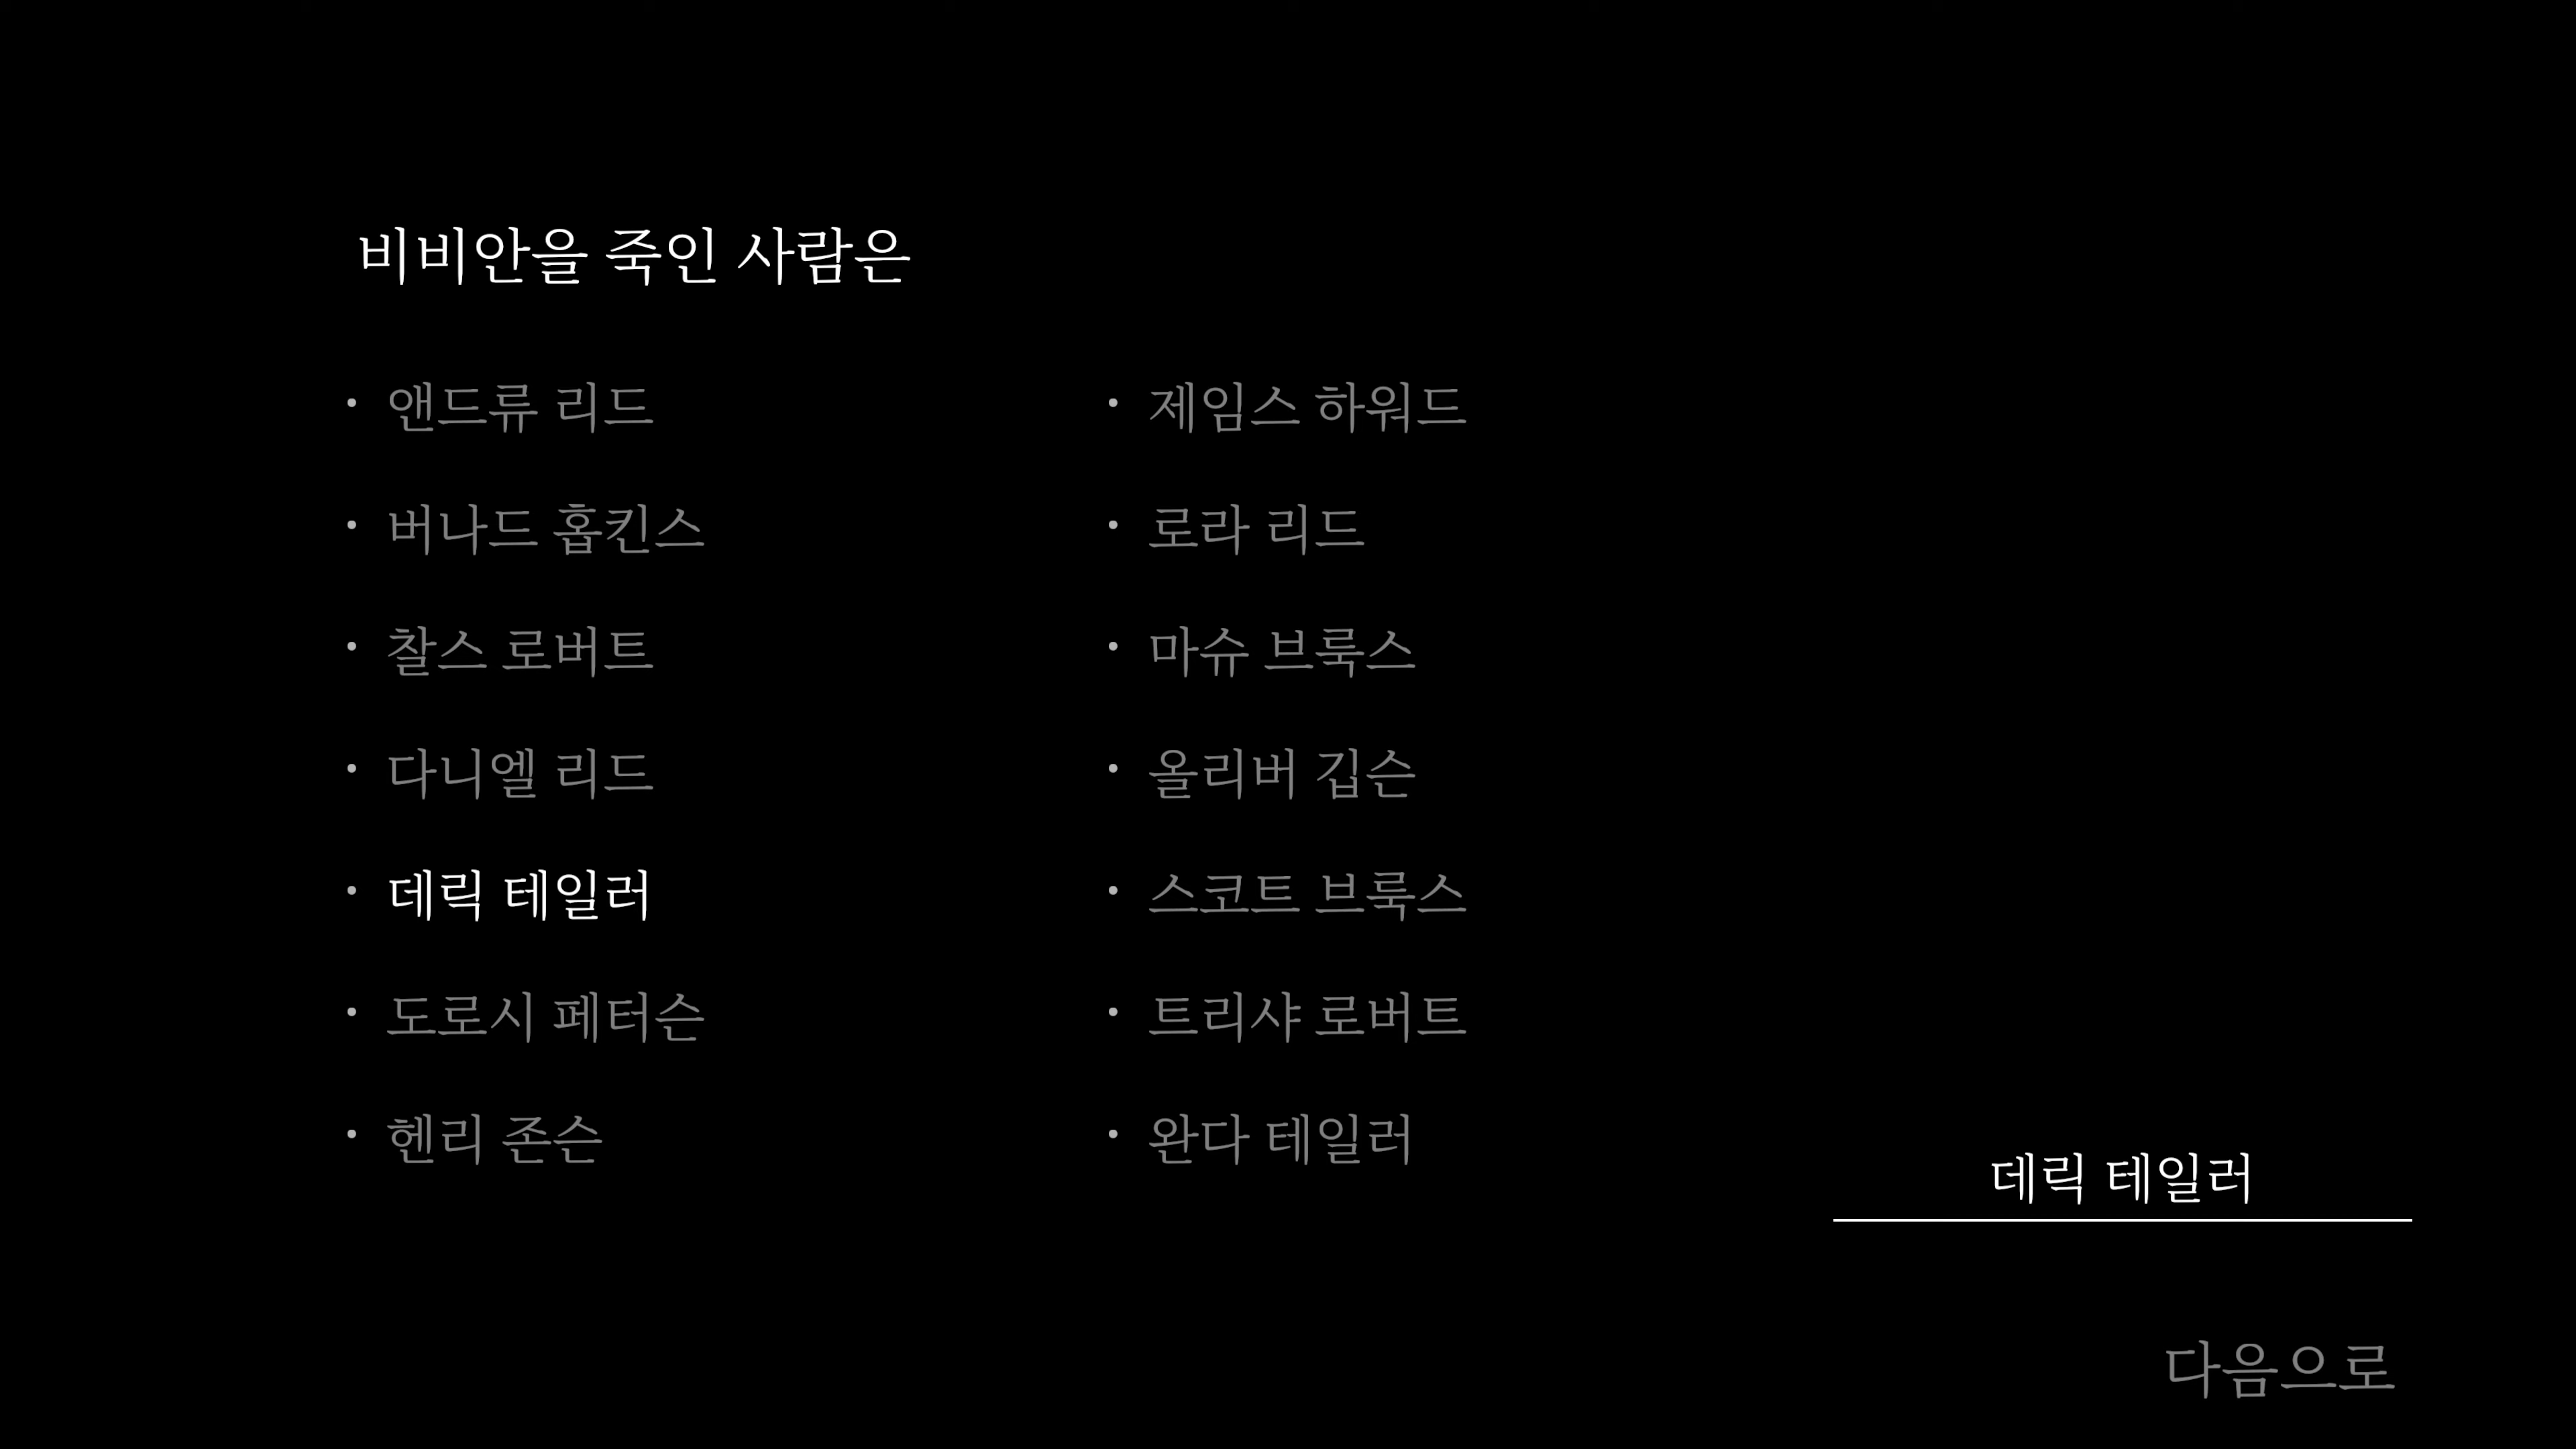 비비안을 죽인 사람은
• 앤드류 리드
• 버나드 홉킨스
• 찰스 로버트
• 다니엘 리드
• 데릭 테일러
• 도로시 페터슨
• 헨리 존슨
• 제임스 하워드
• 로라 리드
• 마슈 브룩스
• 올리버 깁슨
• 스코트 브룩스
• 트리샤 로버트
• 완다 테일러
데릭 테일러
다음으로